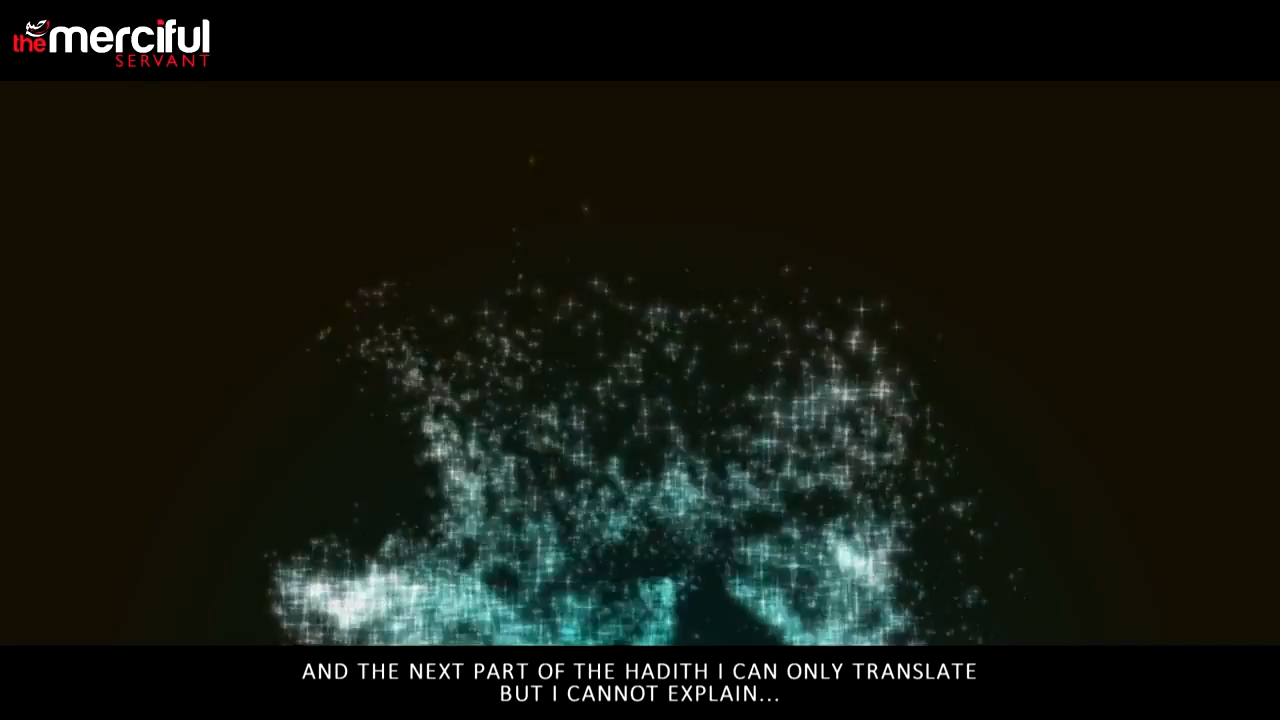 the merciful
SERVANT
AND THE NEXT PART OF THE HADITH I CAN ONLY TRANSLATE
BUT I CANNOT EXPLAIN...